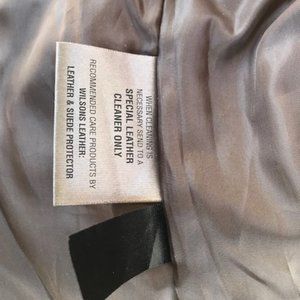 WHEN CLEANING IS
NECESSARY SEND TO A
SPECIAL LEATHER
CLEANER ONLY
RECOMMENDED CARE PRODUCTS BY
WILSONS LEATHER:
LEATHER & SUEDE PROTECTOR